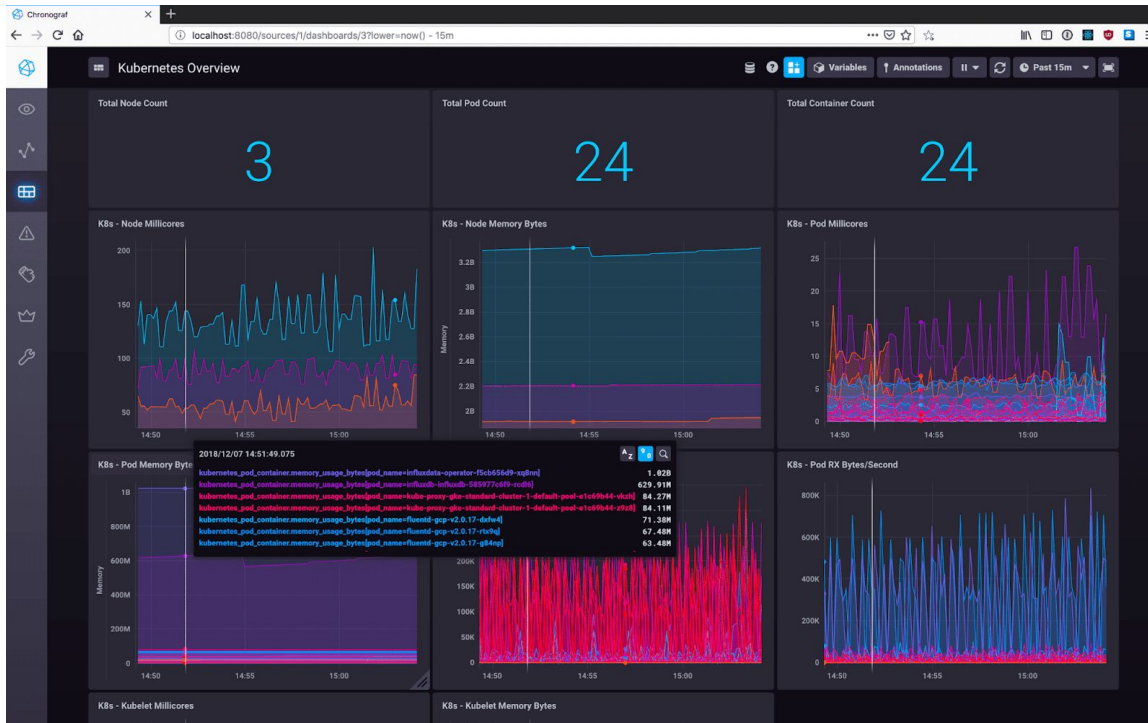 Chronograf
localhost:8080/sources/1/dashboards/3?lower=now() - 15m
Kubernetes Overview
Variables
Annotations
Past 15m
Total Node Count
Total Pod Count
Total Container Count
3
24
24
K8s - Node Millicores
K8s - Node Memory Bytes
K8s - Pod Millicores
200
150
100
50
14:50
14:55
15:00
Memory
3.2B
2.8B
2.6B
2.4B
2.2B
2B
14:50
14:55
15:00
25
20
15
10
5
0
14:50
14:55
15:00
2018/12/07 14:51:49.075
kubernetes_pod_container.memory_usage_bytes[pod_name=influxdata-operator-f5cb656d9-xq8nn] 1.02B
kubernetes_pod_container.memory_usage_bytes[pod_name=influxdb-influxdb-585977c6f9-rcdl6] 629.91M
kubernetes_pod_container.memory_usage_bytes[pod_name=kube-proxy-gke-standard-cluster-1-default-pool-e1c69b44-vkzh] 84.27M
kubernetes_pod_container.memory_usage_bytes[pod_name=kube-proxy-gke-standard-cluster-1-default-pool-e1c69b44-z9z8] 84.11M
kubernetes_pod_container.memory_usage_bytes[pod_name=fluentd-gcp-v2.0.17-dxfw4] 71.38M
kubernetes_pod_container.memory_usage_bytes[pod_name=fluentd-gcp-v2.0.17-rtx9q] 67.48M
kubernetes_pod_container.memory_usage_bytes[pod_name=fluentd-gcp-v2.0.17-g84np] 63.48M
K8s - Pod Memory Byte
K8s - Pod RX Bytes/Second
Memory
1B
800M
600M
400M
200M
0
14:50
14:55
15:00
200K
150K
100K
50K
0
14:50
14:55
15:00
800K
600K
400K
200K
0
14:50
14:55
15:00
K8s - Kubelet Millicores
K8s - Kubelet Memory Bytes